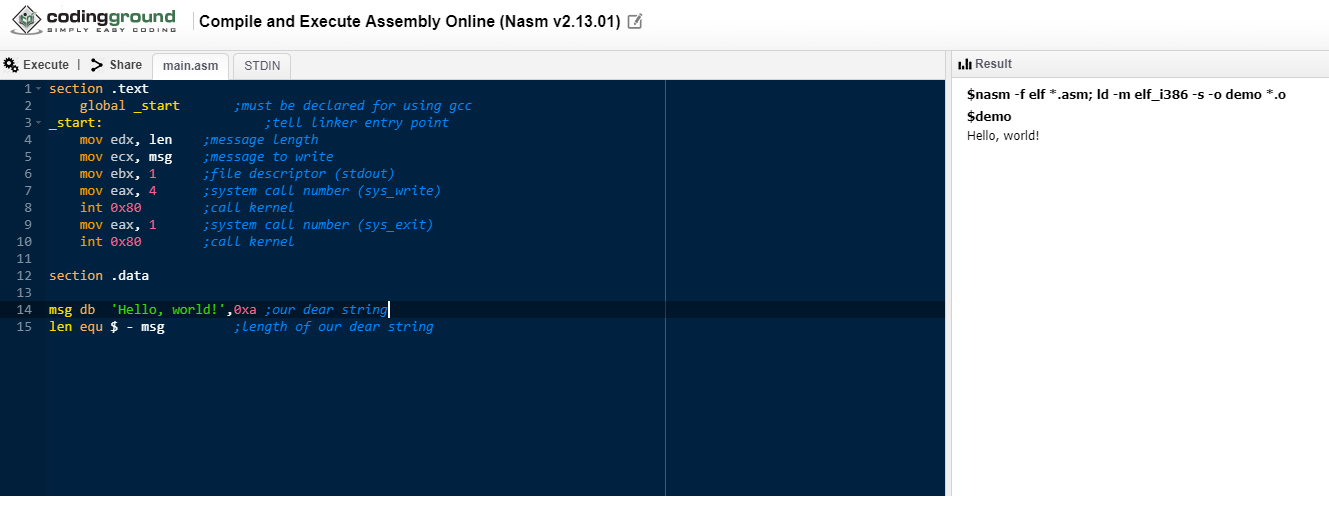 codingground
SIMPLY EASY CODING
Compile and Execute Assembly Online (Nasm v2.13.01)
Execute | Share main.asm STDIN
1 section .text
2     global _start       ;must be declared for using gcc
3 _start:                     ;tell linker entry point
4     mov edx, len    ;message length
5     mov ecx, msg    ;message to write
6     mov ebx, 1      ;file descriptor (stdout)
7     mov eax, 4      ;system call number (sys_write)
8     int 0x80        ;call kernel
9     mov eax, 1      ;system call number (sys_exit)
10     int 0x80        ;call kernel
11
12 section .data
13
14 msg db  'Hello, world!',0xa ;our dear string
15 len equ $ - msg         ;length of our dear string
Result
$nasm -f elf *.asm; ld -m elf_i386 -s -o demo *.o
$demo
Hello, world!